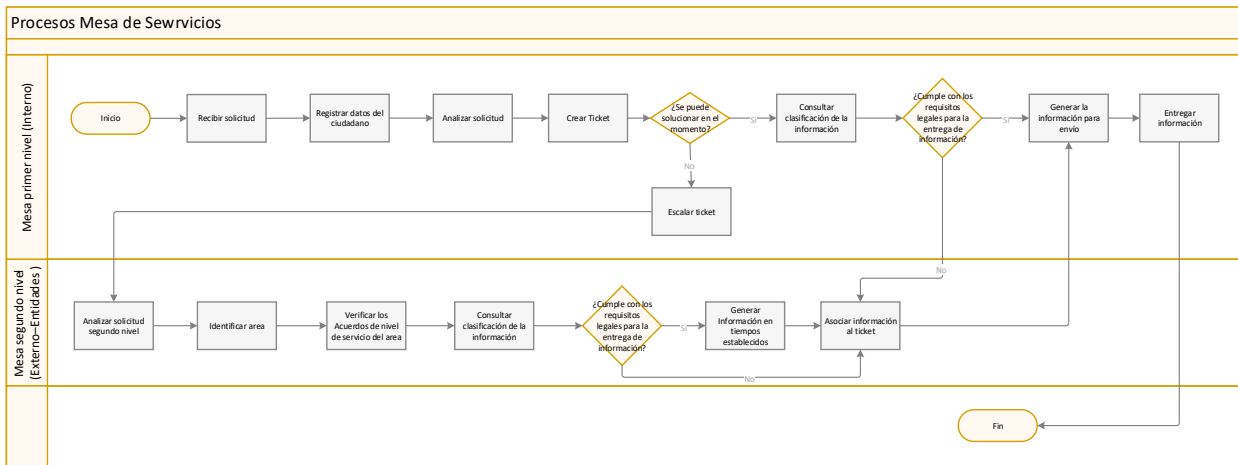 Procesos Mesa de Sewrvicios
Mesa primer nivel (Interno)
Inicio
Recibir solicitud
Registrar datos del
ciudadano
Analizar solicitud
Crear Ticket
¿Se puede
solucionar en el
momento?
Si
Consultar
clasificación de la
información
¿Cumple con los
requisitos
legales para la
entrega de
información?
Si
Generar la
información para
envío
Entregar
información
No
Escalar ticket
No
Mesa segundo nivel
(Externo–Entidades )
Analizar solicitud
segundo nivel
Identificar area
Verificar los
Acuerdos de nivel
de servicio del area
Consultar
clasificación de la
información
¿Cumple con los
requisitos
legales para la
entrega de
información?
Si
Generar
Información en
tiempos
establecidos
Asociar información
al ticket
No
Fin